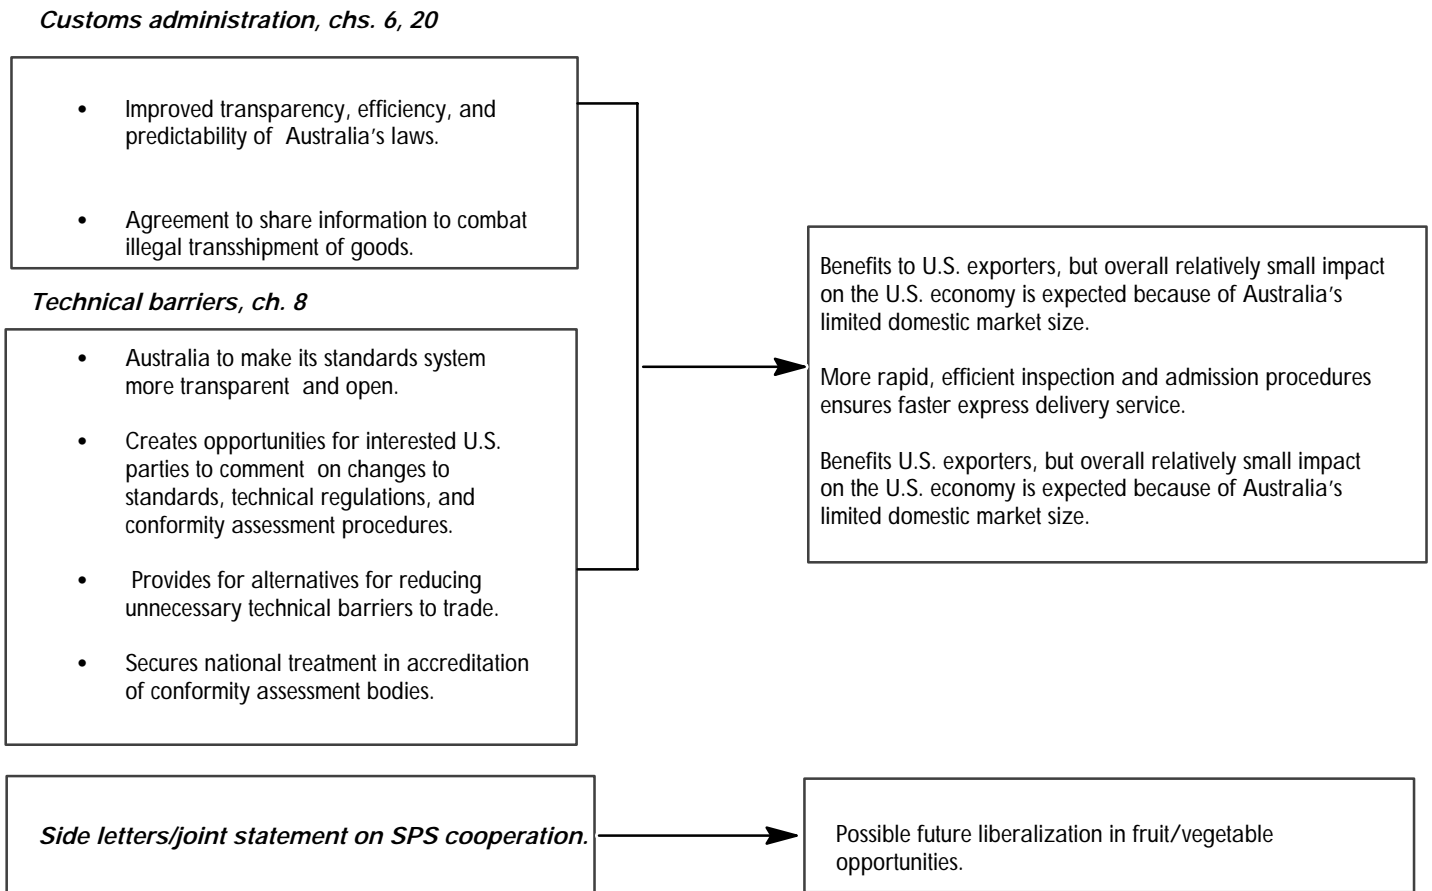 Customs administration, chs. 6, 20
• Improved transparency, efficiency, and
predictability of Australia's laws.
• Agreement to share information to combat
illegal transshipment of goods.
Technical barriers, ch. 8
• Australia to make its standards system
more transparent and open.
• Creates opportunities for interested U.S.
parties to comment on changes to
standards, technical regulations, and
conformity assessment procedures.
• Provides for alternatives for reducing
unnecessary technical barriers to trade.
• Secures national treatment in accreditation
of conformity assessment bodies.
Benefits to U.S. exporters, but overall relatively small impact
on the U.S. economy is expected because of Australia's
limited domestic market size.
More rapid, efficient inspection and admission procedures
ensures faster express delivery service.
Benefits U.S. exporters, but overall relatively small impact
on the U.S. economy is expected because of Australia's
limited domestic market size.
Side letters/joint statement on SPS cooperation.
Possible future liberalization in fruit/vegetable
opportunities.